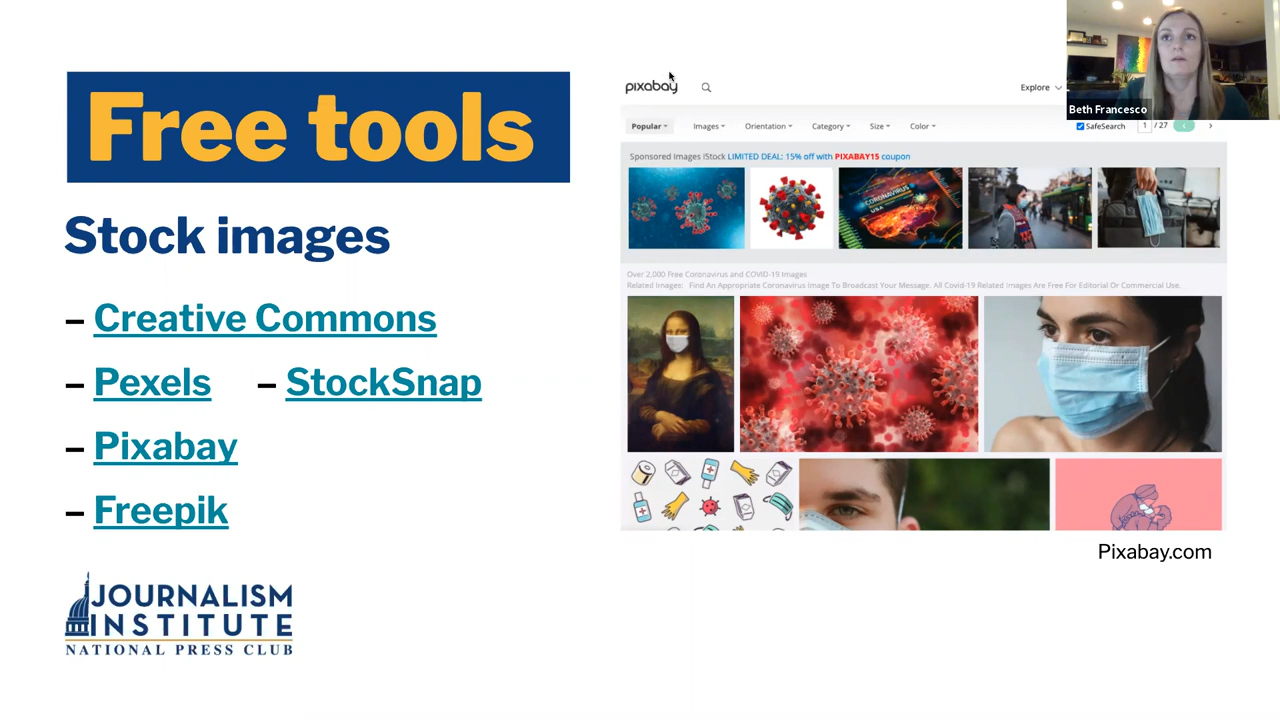 Free tools
Stock images
– Creative Commons
– Pexels – StockSnap
– Pixabay
– Freepik
JOURNALISM
INSTITUTE
NATIONAL PRESS CLUB
pixabay
Explore
Beth Francesco
Popular Images Orientation Category Size Color SafeSearch 1 / 27
Sponsored Images iStock LIMITED DEAL: 15% off with PIXABAY15 coupon
CORONAVIRUS
USA
Over 2,000 Free Coronavirus and COVID-19 Images
Related Images: Find An Appropriate Coronavirus Image To Broadcast Your Message. All Covid-19 Related Images Are Free For Editorial Or Commercial Use.
Pixabay.com